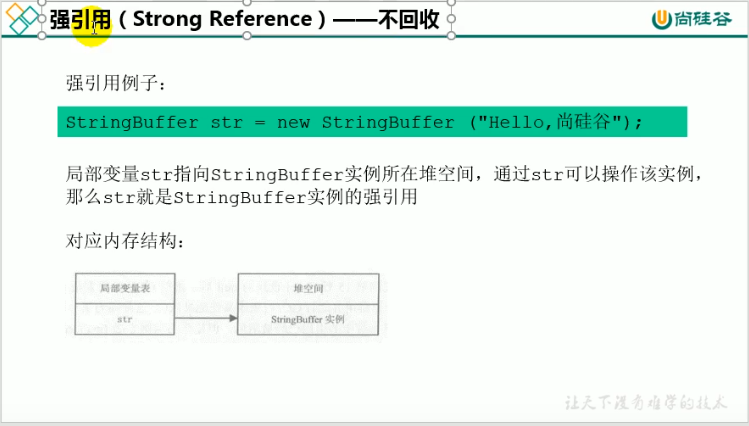 强引用（Strong Reference）——不回收
尚硅谷
强引用例子：
StringBuffer str = new StringBuffer ("Hello,尚硅谷");
局部变量str指向StringBuffer实例所在堆空间，通过str可以操作该实例，
那么str就是StringBuffer实例的强引用
对应内存结构：
局部变量表
堆空间
str
StringBuffer 实例
让天下没有难学的技术